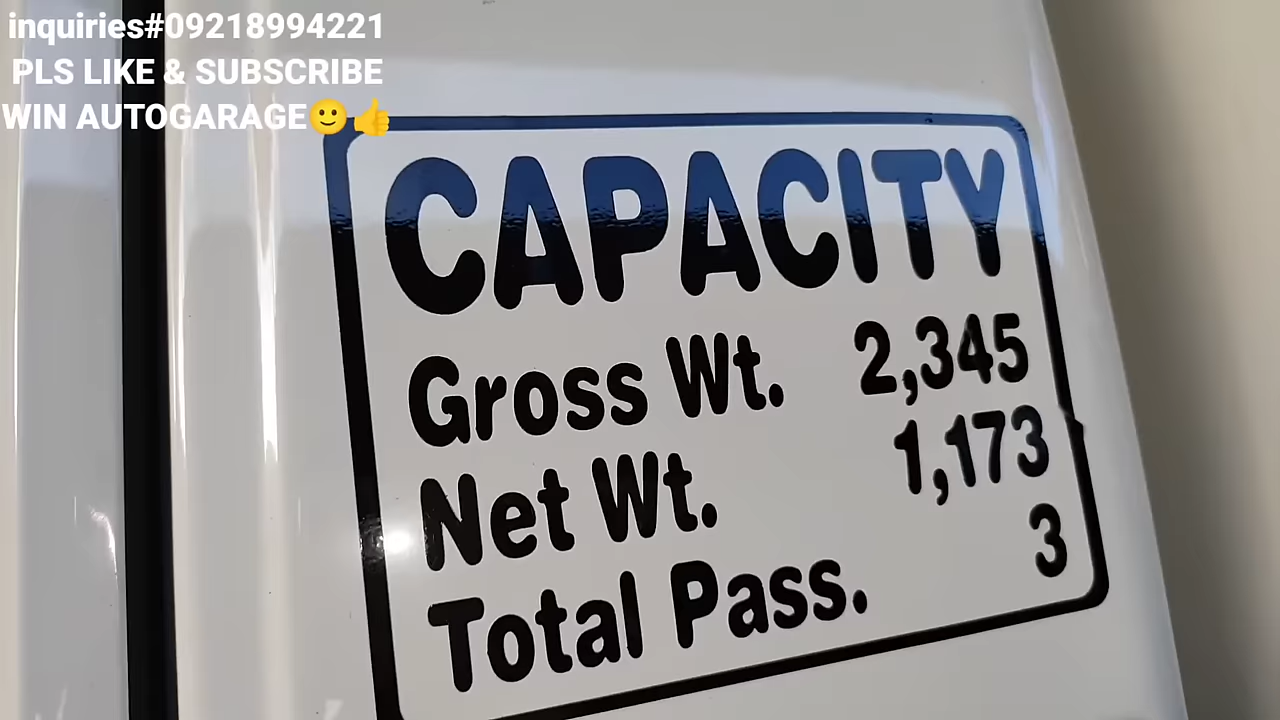 inquiries#09218994221
PLS LIKE & SUBSCRIBE
WIN AUTOGARAGE🙂👍
CAPACITY
Gross Wt. 2,345
Net Wt. 1,173
Total Pass. 3